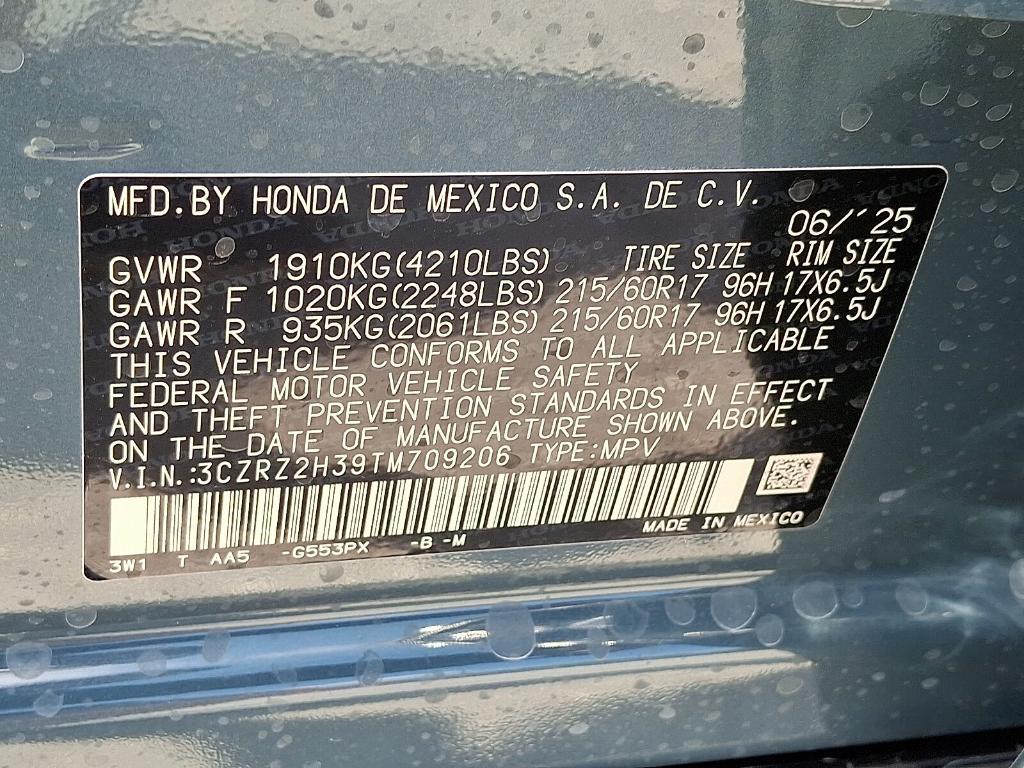 MFD.BY HONDA DE MEXICO S.A. DE C.V.
06/'25
GVWR 1910KG(4210LBS) TIRE SIZE RIM SIZE
GAWR F 1020KG(2248LBS) 215/60R17 96H 17X6.5J
GAWR R 935KG(2061LBS) 215/60R17 96H 17X6.5J
THIS VEHICLE CONFORMS TO ALL APPLICABLE
FEDERAL MOTOR VEHICLE SAFETY
AND THEFT PREVENTION STANDARDS IN EFFECT
ON THE DATE OF MANUFACTURE SHOWN ABOVE.
V.I.N.:3CZRZ2H39TM709206 TYPE:MPV
MADE IN MEXICO
3W1 T AA5 -G553PX -B -M